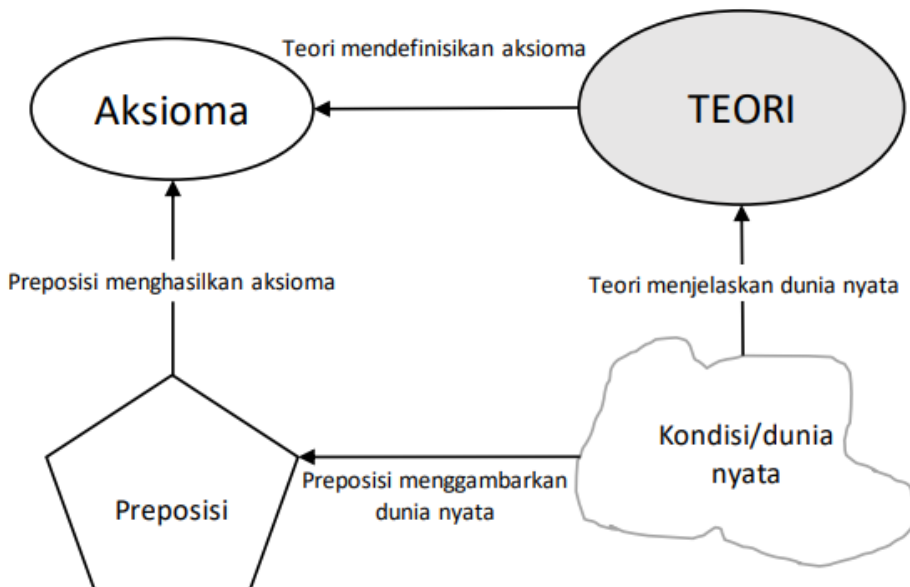 Teori mendefinisikan aksioma
Aksioma
TEORI
Preposisi menghasilkan aksioma
Teori menjelaskan dunia nyata
Kondisi/dunia
nyata
Preposisi menggambarkan
dunia nyata
Preposisi